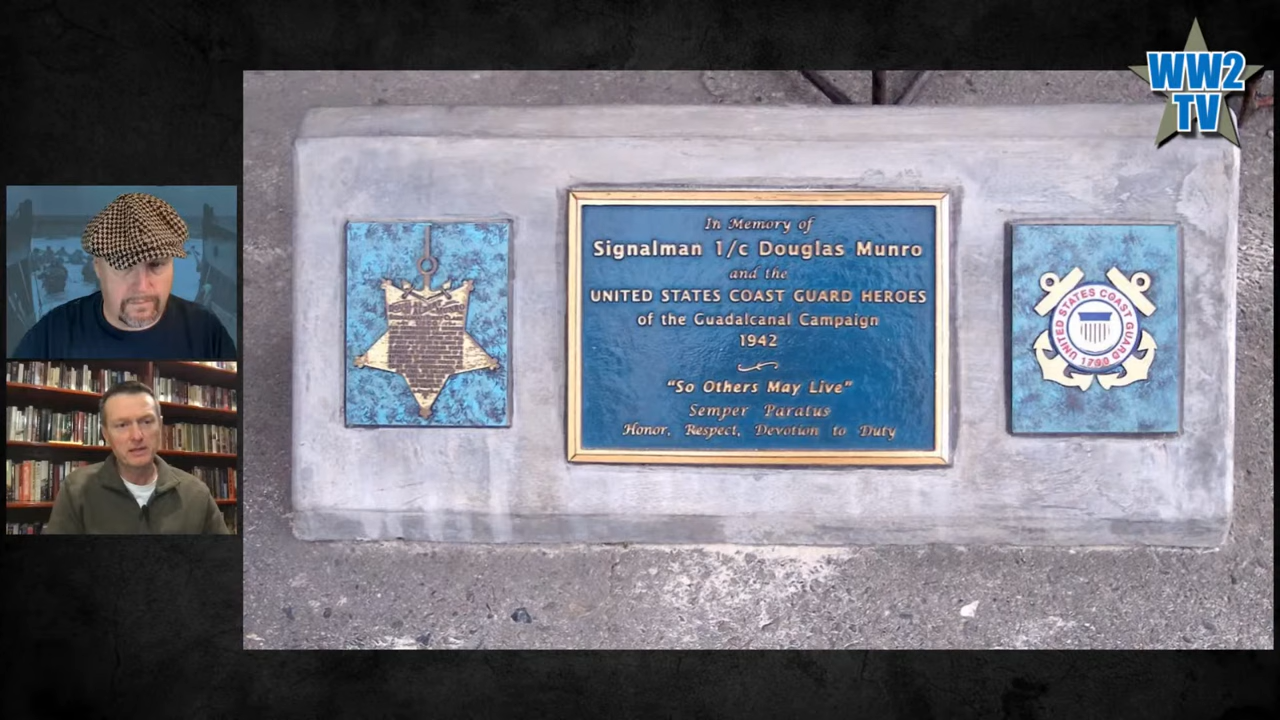 WW2
TV
In Memory of
Signalman 1/c Douglas Munro
and the
UNITED STATES COAST GUARD HEROES
of the Guadalcanal Campaign
1942
"So Others May Live"
Semper Paratus
Honor, Respect, Devotion to Duty
UNITED STATES COAST GUARD
1790